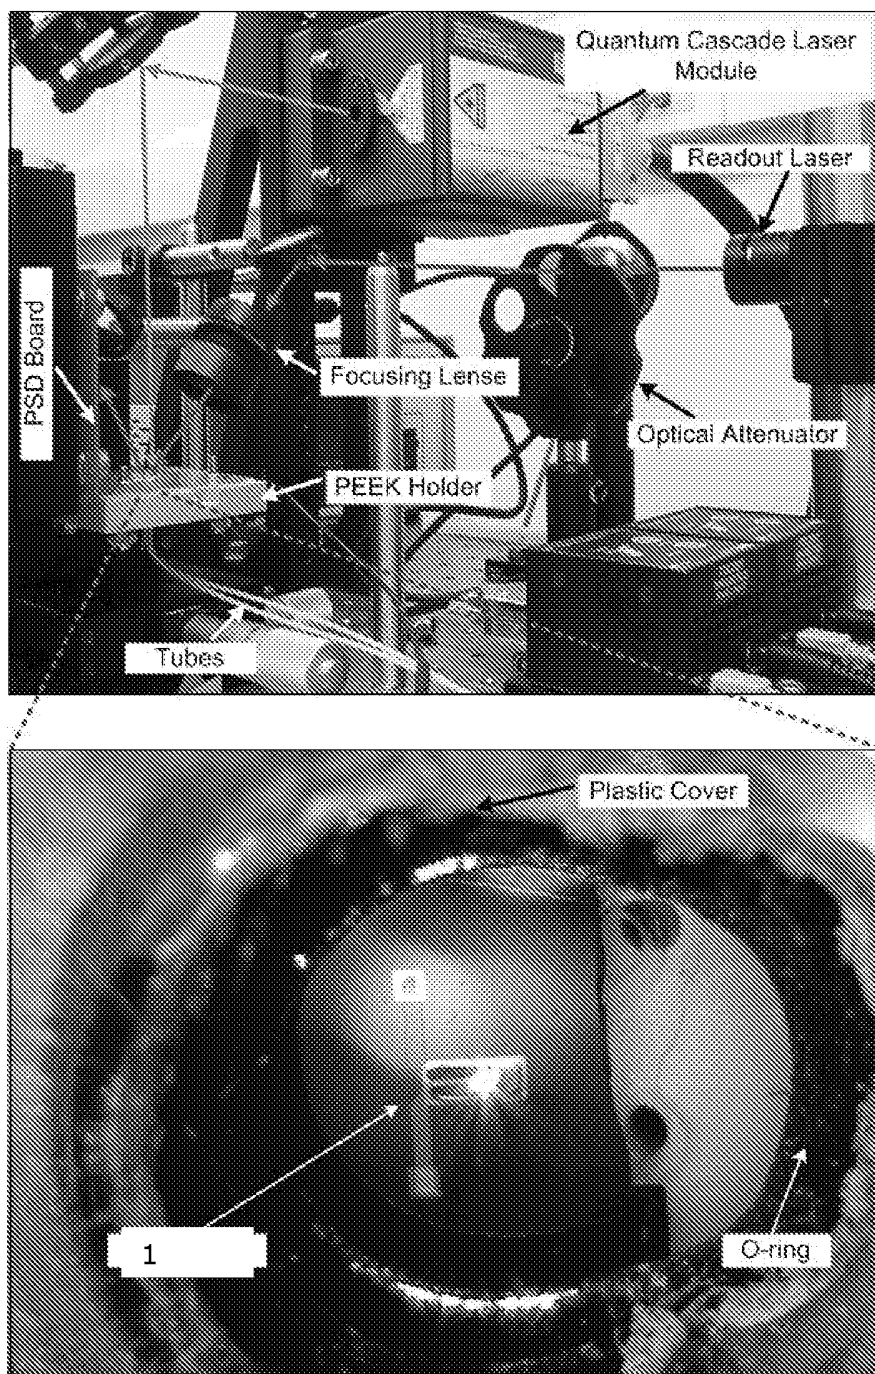 Quantum Cascade Laser
Module
Readout Laser
PSD Board
Focusing Lense
Optical Attenuator
PEEK Holder
Tubes
Plastic Cover
1
O-ring